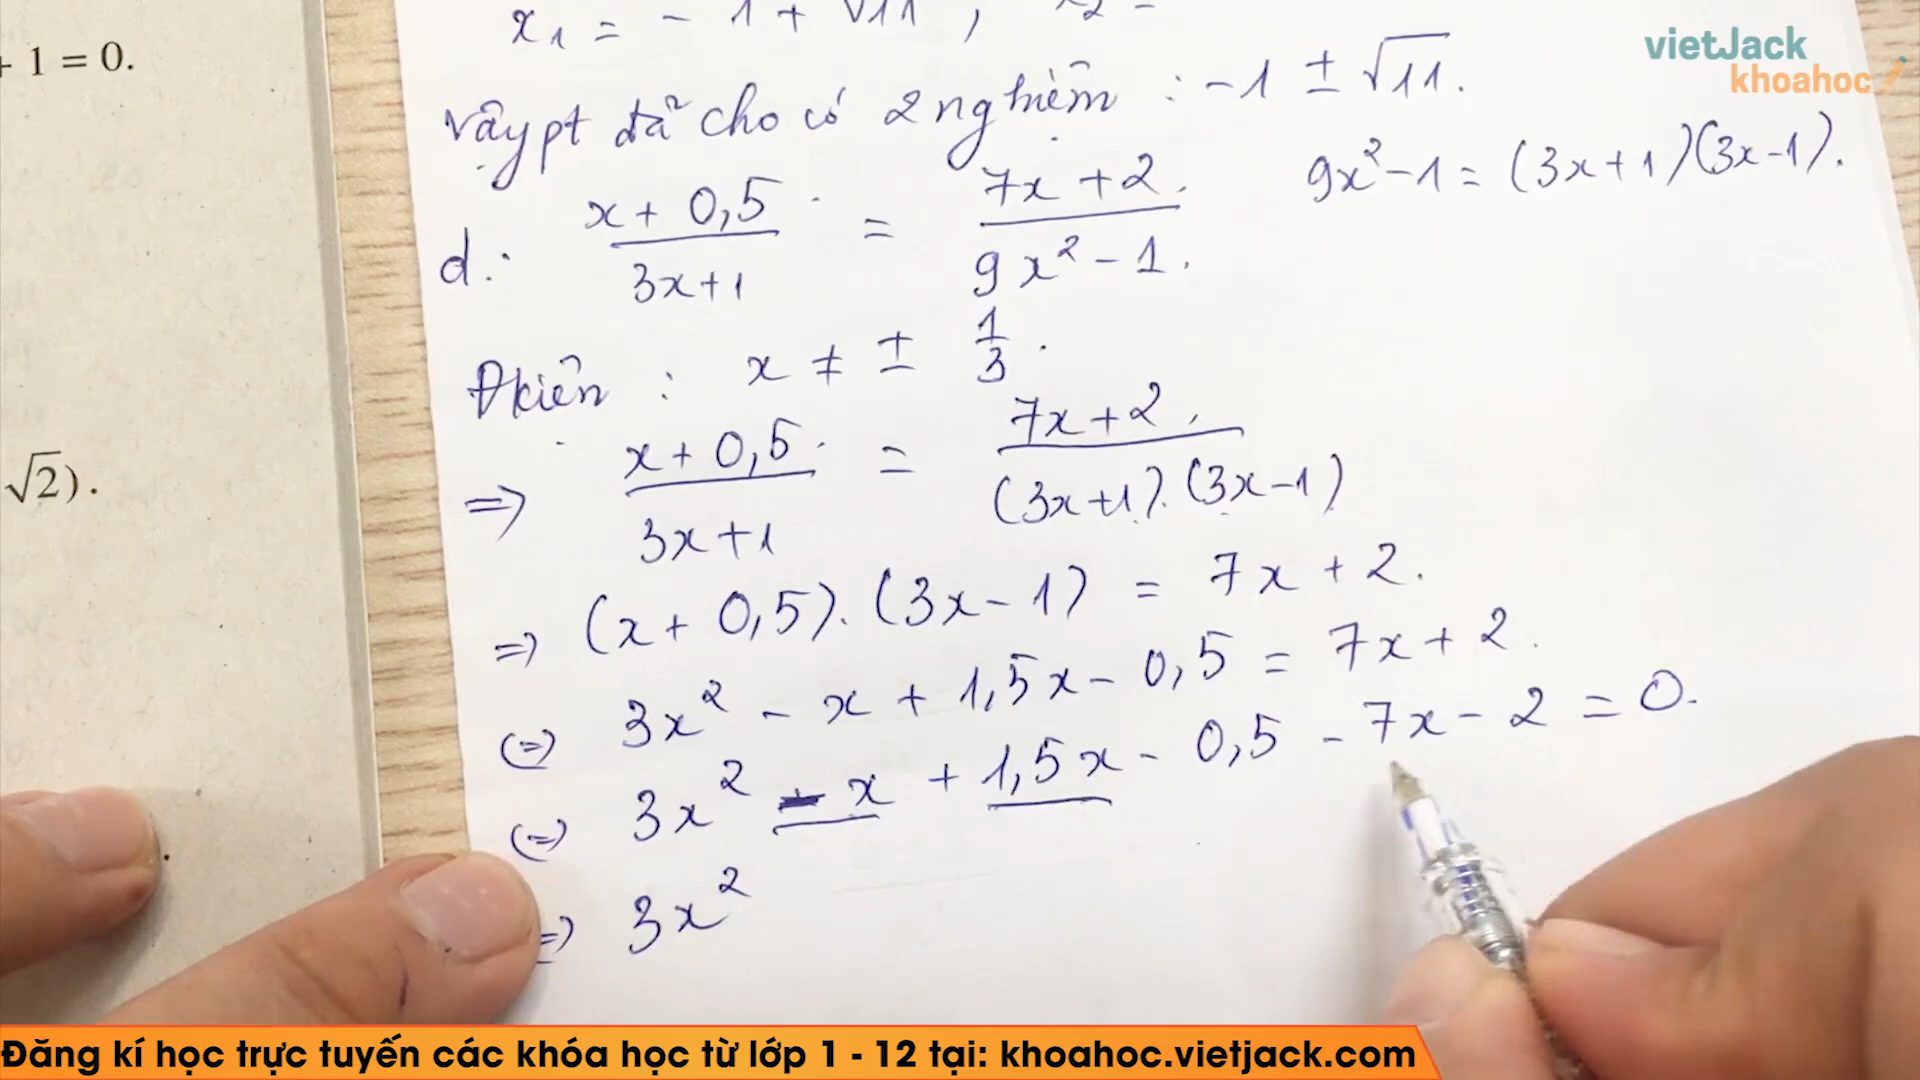 + 1 = 0.
√2).
x₁ = - 1 + √11 , x₂ =
Vậy pt đã cho có 2 nghiệm : -1 ± √11.
9x² - 1 = (3x+1)(3x-1).
d. (x + 0,5)/(3x+1) = (7x + 2)/(9x² - 1).
Đkiện : x ≠ ± 1/3.
=> (x + 0,5)/(3x+1) = (7x + 2)/((3x+1).(3x-1))
=> (x + 0,5).(3x - 1) = 7x + 2.
(=) 3x² - x + 1,5x - 0,5 = 7x + 2.
(=) 3x² - x + 1,5x - 0,5 - 7x - 2 = 0.
=) 3x²
vietJack
khoahoc
Đăng kí học trực tuyến các khóa học từ lớp 1 - 12 tại: khoahoc.vietjack.com